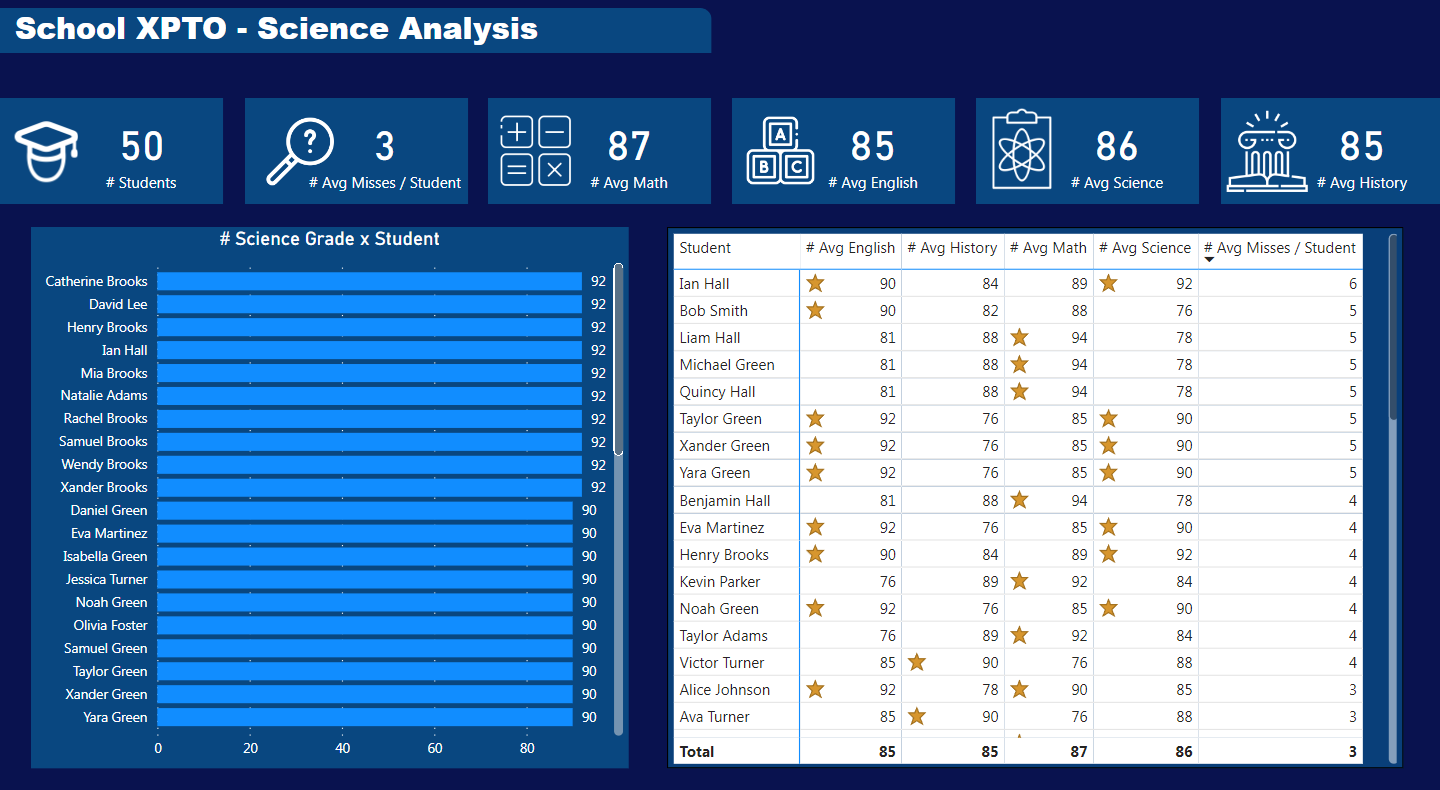 School XPTO - Science Analysis
50
# Students
3
# Avg Misses / Student
87
# Avg Math
A
B C
85
# Avg English
86
# Avg Science
85
# Avg History
# Science Grade x Student
Catherine Brooks 92
David Lee 92
Henry Brooks 92
Ian Hall 92
Mia Brooks 92
Natalie Adams 92
Rachel Brooks 92
Samuel Brooks 92
Wendy Brooks 92
Xander Brooks 92
Daniel Green 90
Eva Martinez 90
Isabella Green 90
Jessica Turner 90
Noah Green 90
Olivia Foster 90
Samuel Green 90
Taylor Green 90
Xander Green 90
Yara Green 90
0 20 40 60 80
Student # Avg English # Avg History # Avg Math # Avg Science # Avg Misses / Student
Ian Hall 90 84 89 92 6
Bob Smith 90 82 88 76 5
Liam Hall 81 88 94 78 5
Michael Green 81 88 94 78 5
Quincy Hall 81 88 94 78 5
Taylor Green 92 76 85 90 5
Xander Green 92 76 85 90 5
Yara Green 92 76 85 90 5
Benjamin Hall 81 88 94 78 4
Eva Martinez 92 76 85 90 4
Henry Brooks 90 84 89 92 4
Kevin Parker 76 89 92 84 4
Noah Green 92 76 85 90 4
Taylor Adams 76 89 92 84 4
Victor Turner 85 90 76 88 4
Alice Johnson 92 78 90 85 3
Ava Turner 85 90 76 88 3
Total 85 85 87 86 3